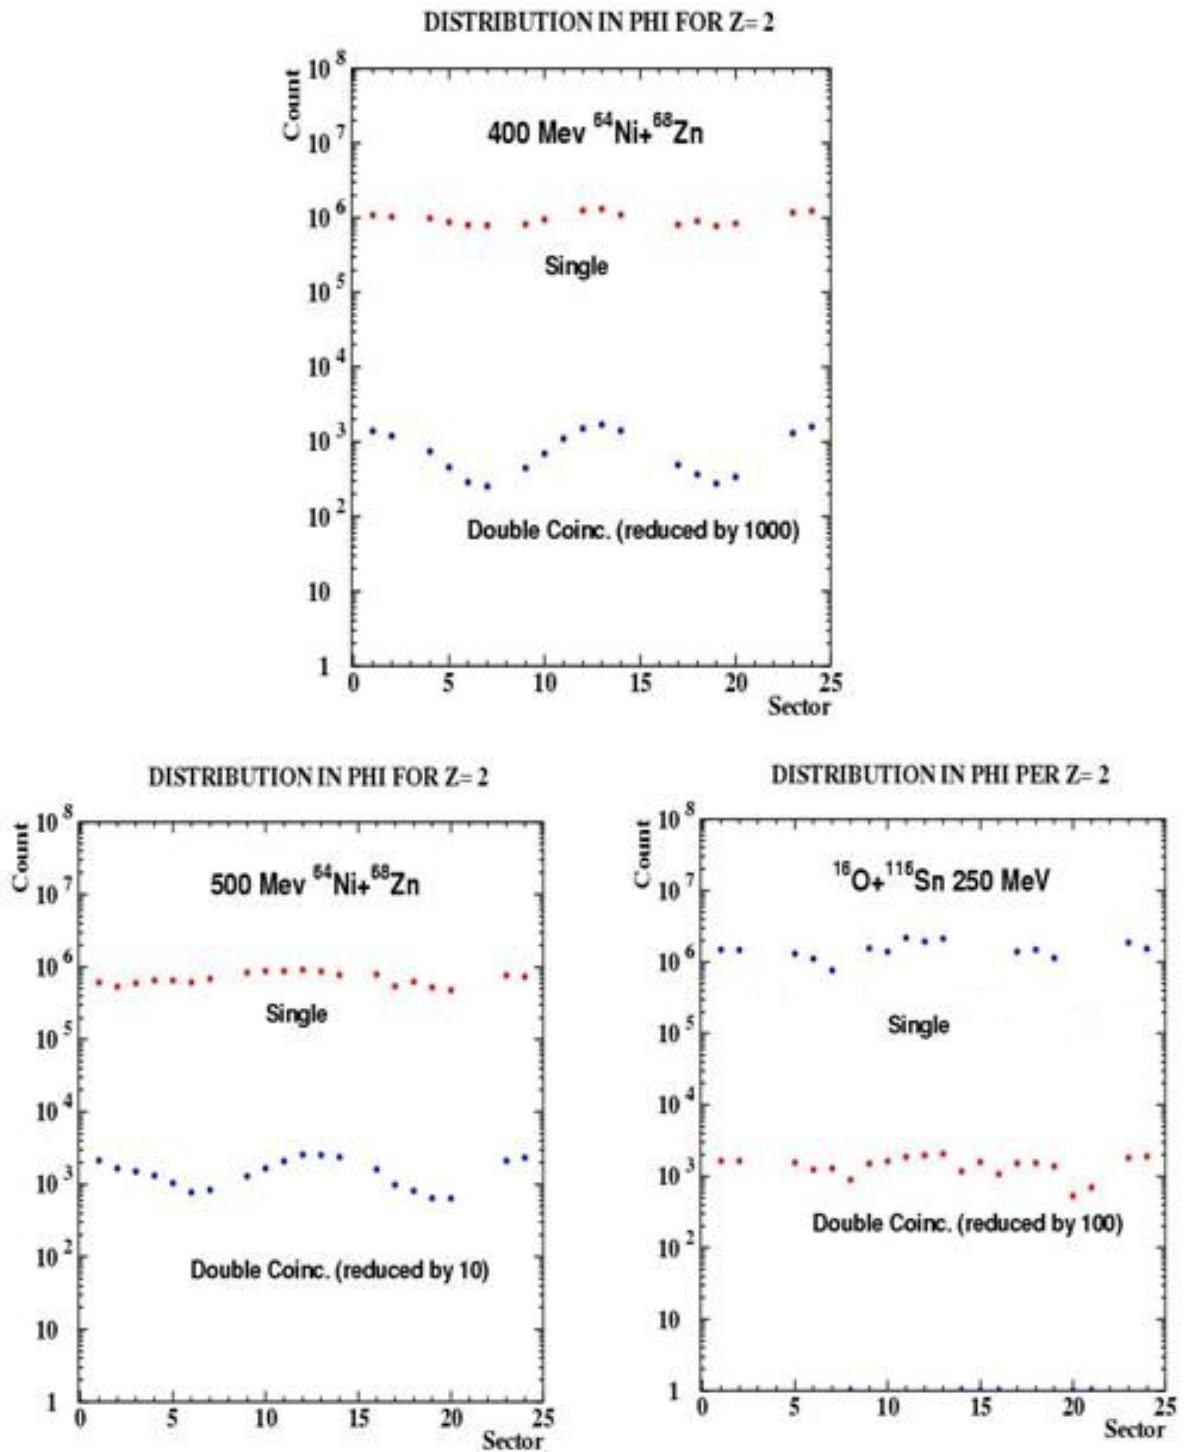 DISTRIBUTION IN PHI FOR Z= 2
Count
10^8
10^7
10^6
10^5
10^4
10^3
10^2
10
1
400 Mev ^64Ni+^68Zn
Single
Double Coinc. (reduced by 1000)
0 5 10 15 20 25
Sector
DISTRIBUTION IN PHI FOR Z= 2
Count
10^8
10^7
10^6
10^5
10^4
10^3
10^2
10
1
500 Mev ^64Ni+^68Zn
Single
Double Coinc. (reduced by 10)
0 5 10 15 20 25
Sector
DISTRIBUTION IN PHI PER Z= 2
Count
10^8
10^7
10^6
10^5
10^4
10^3
10^2
10
1
^16O+^116Sn 250 MeV
Single
Double Coinc. (reduced by 100)
0 5 10 15 20 25
Sector